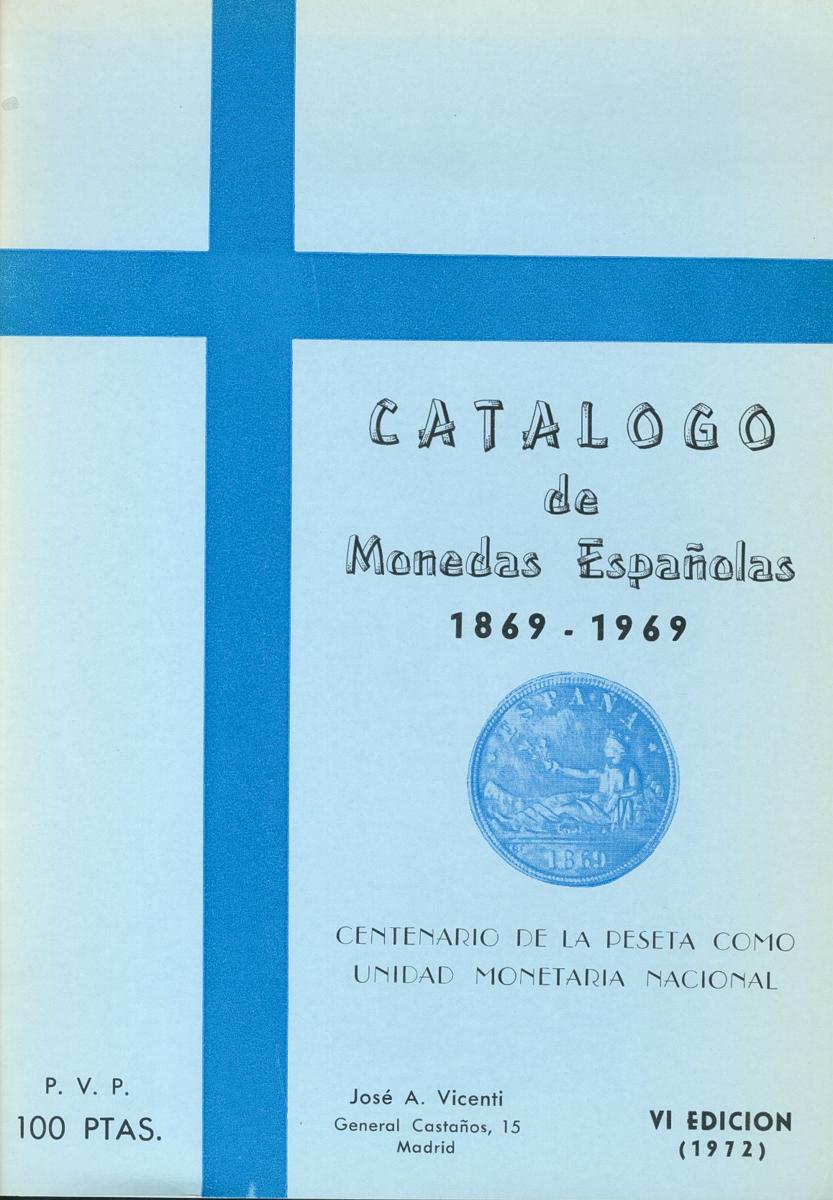 CATALOGO
de
Monedas Españolas
1869 - 1969
ESPAÑA
1869
CENTENARIO DE LA PESETA COMO
UNIDAD MONETARIA NACIONAL
P. V. P.
100 PTAS.
José A. Vicenti
General Castaños, 15
Madrid
VI EDICION
(1972)